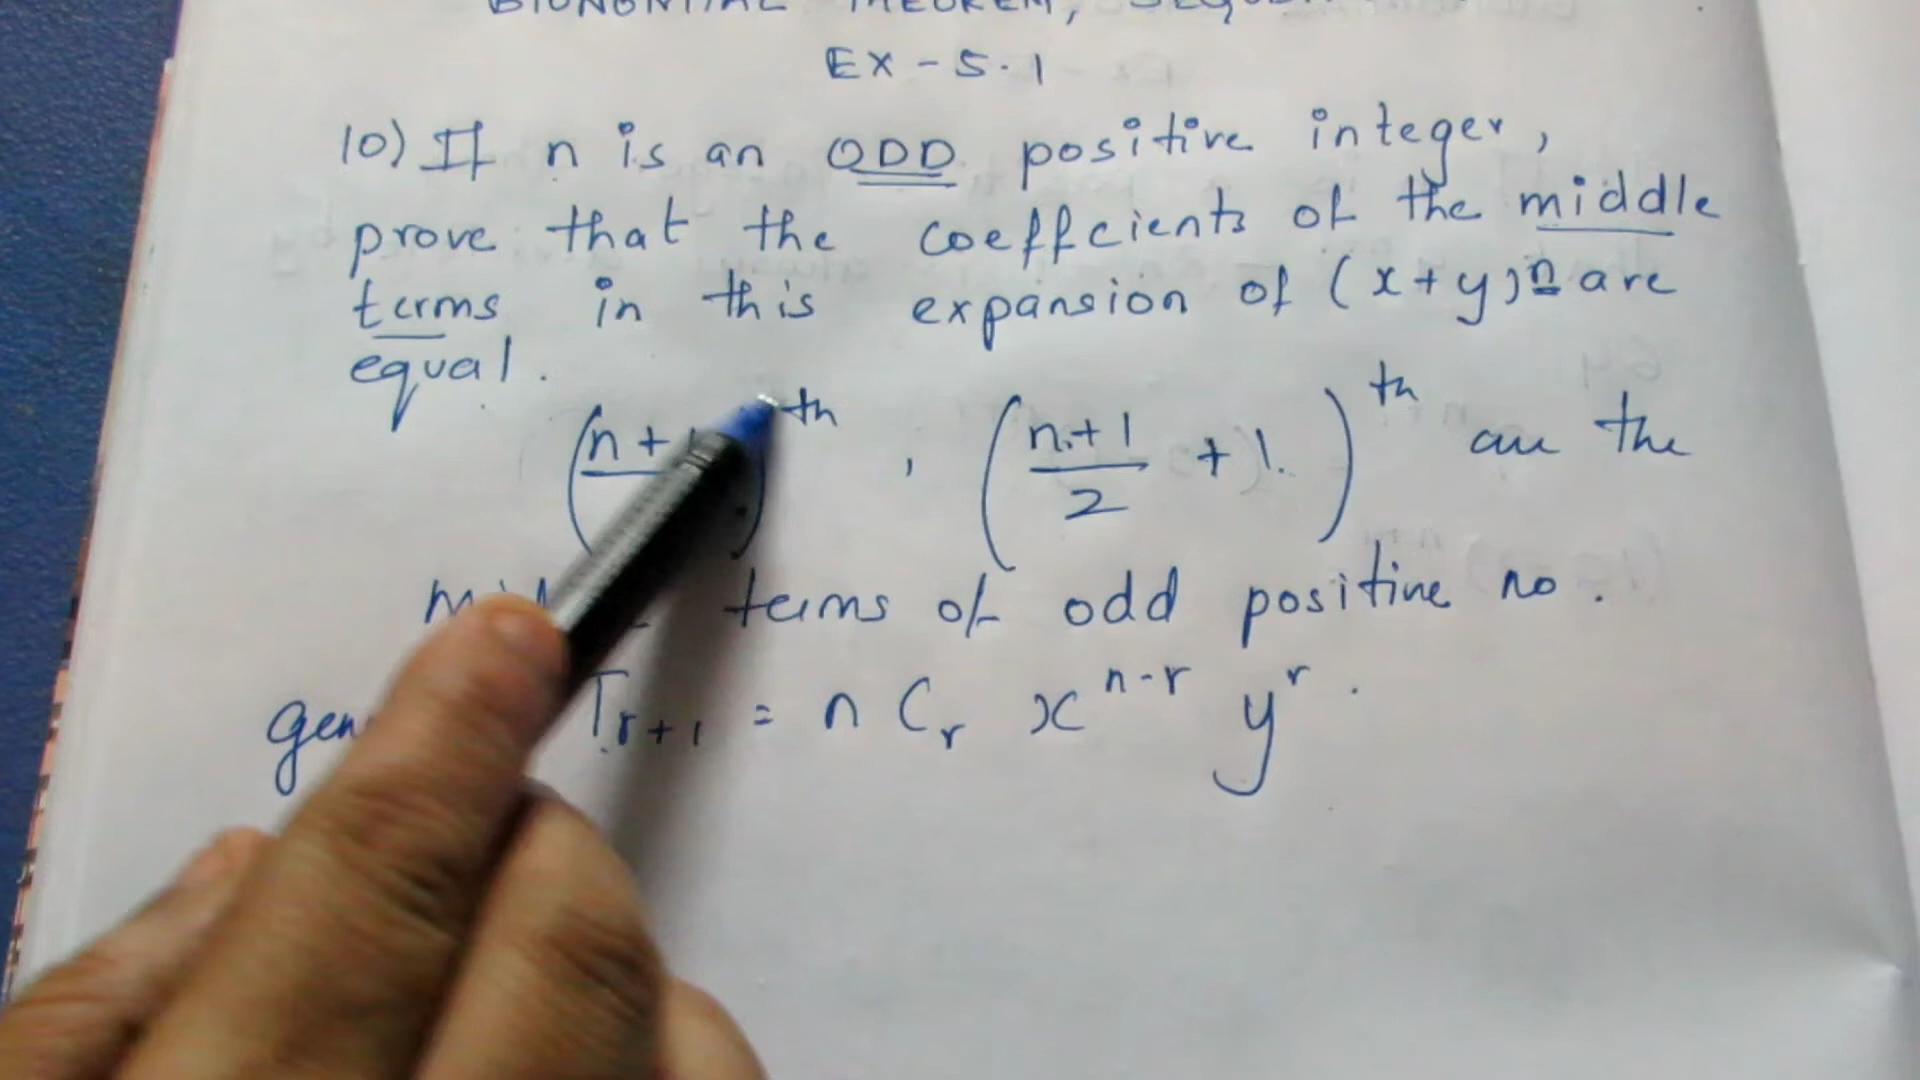 THEOREM,
EX - 5.1
10) If n is an ODD positive integer,
prove that the coeffcients of the middle
terms in this expansion of (x+y)n are
equal.
(n+ )th , (n+1/2 + 1.)th are the
terms of odd positive no.
Tr+1 = n Cr x^n-r y^r.